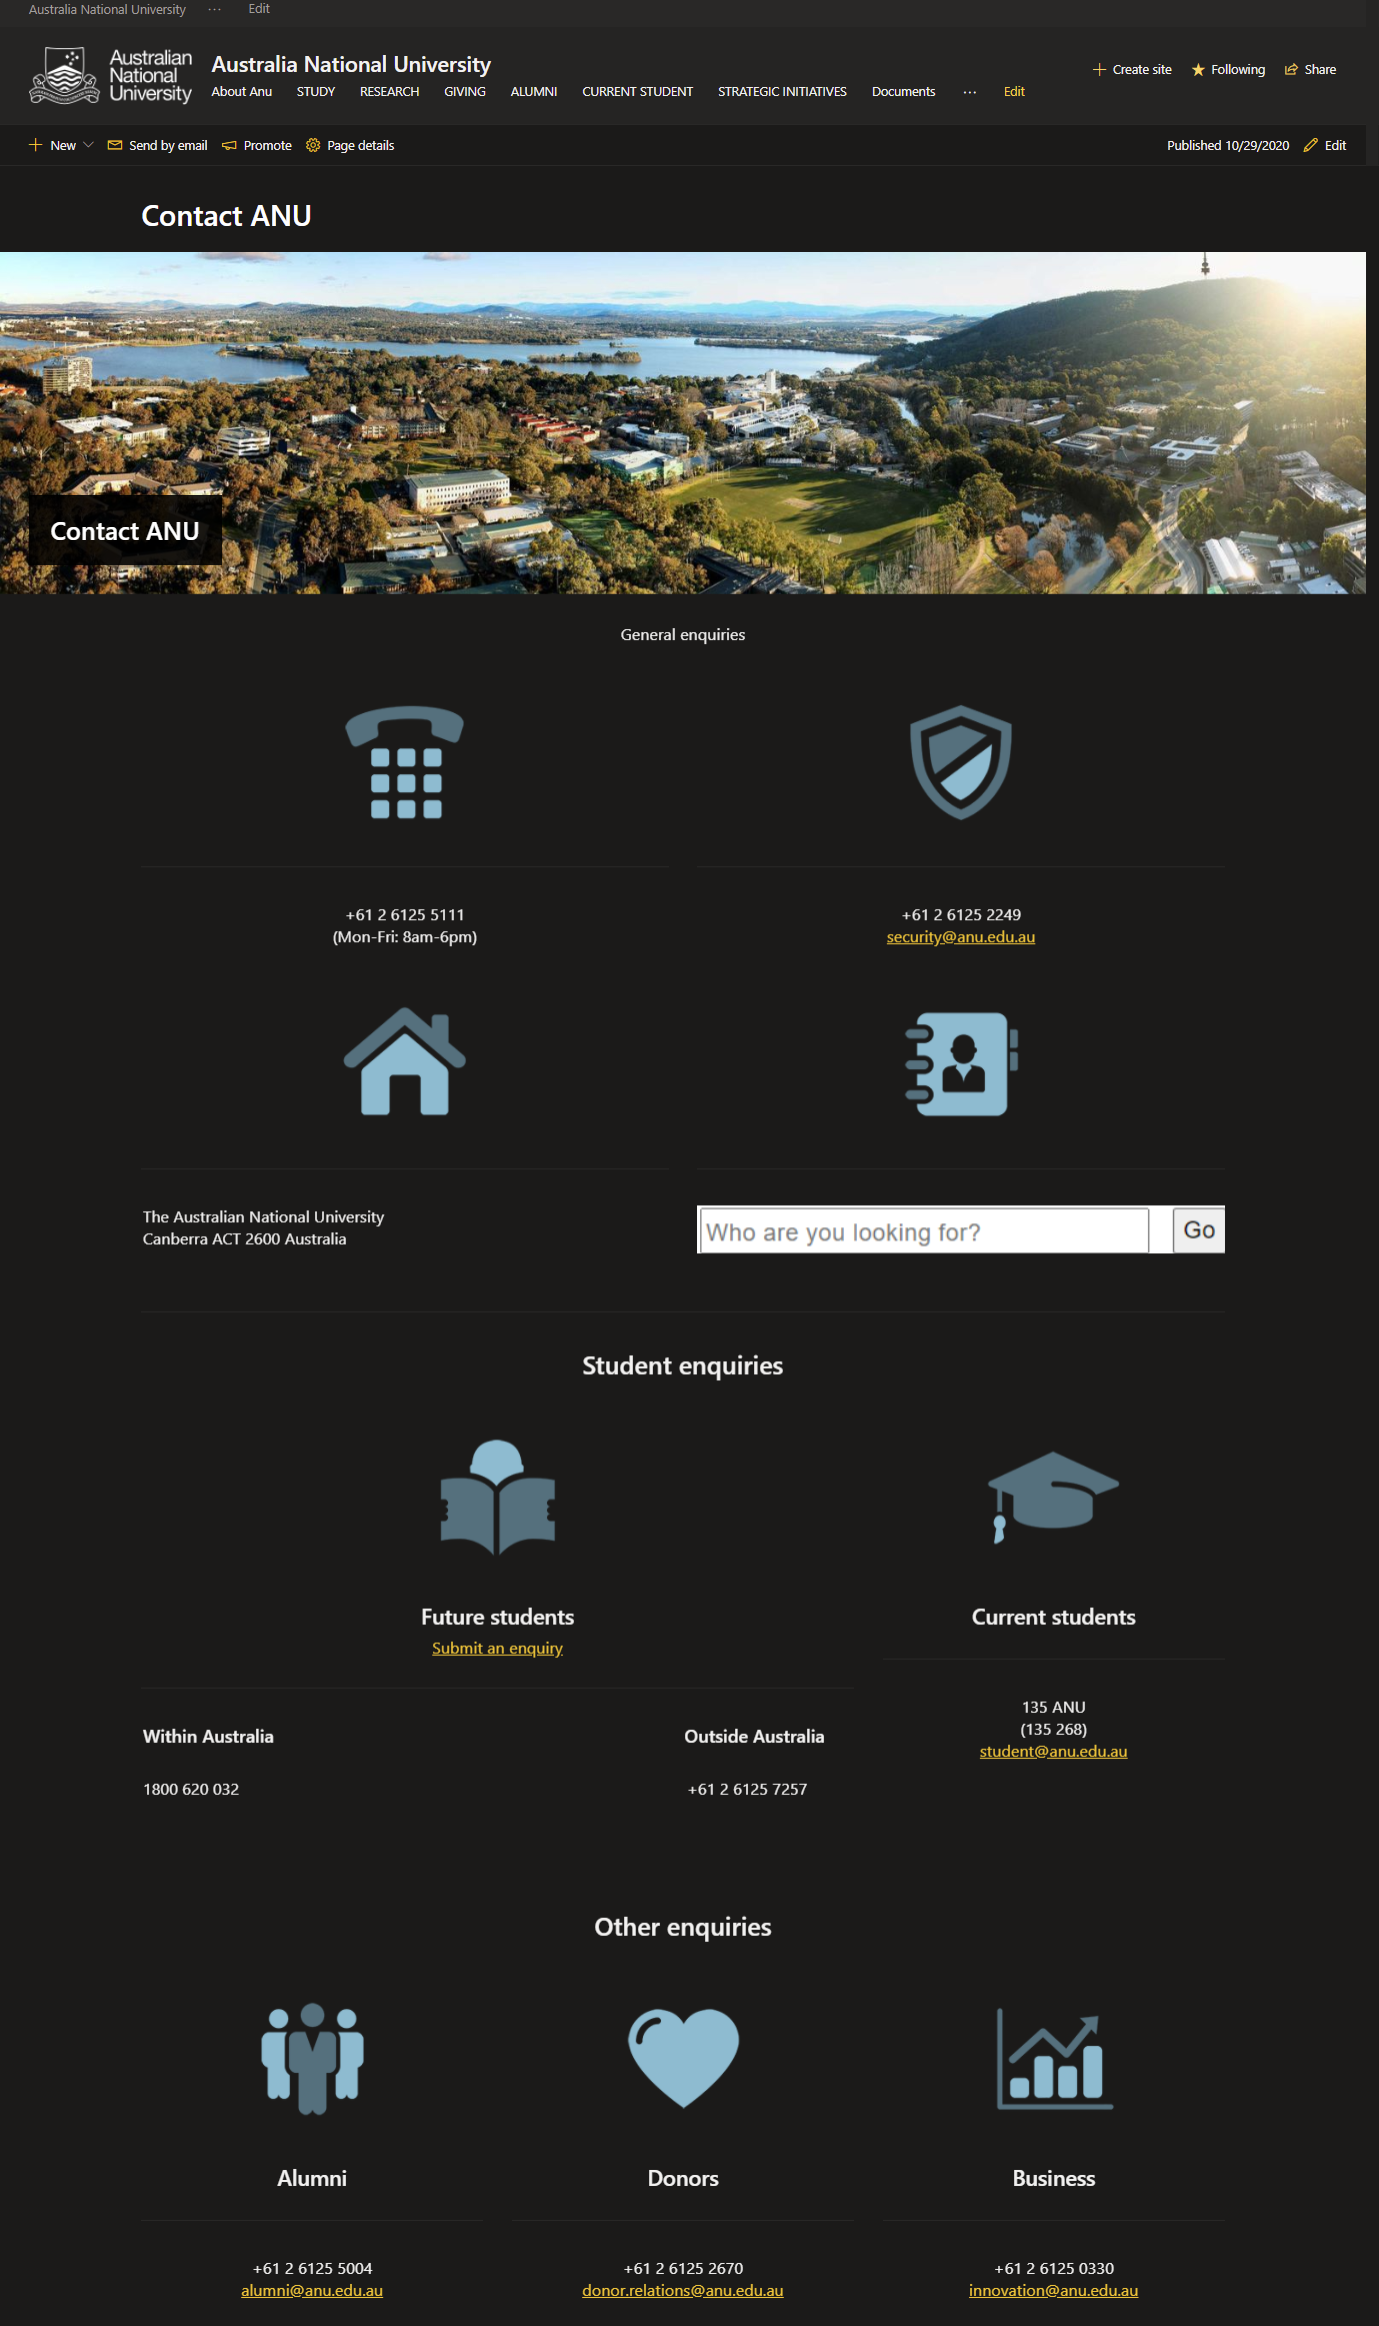 Australia National University ··· Edit
Australian
National
University
Australia National University
About Anu STUDY RESEARCH GIVING ALUMNI CURRENT STUDENT STRATEGIC INITIATIVES Documents ··· Edit
Create site Following Share
New Send by email Promote Page details Published 10/29/2020 Edit
Contact ANU
Contact ANU
General enquiries
+61 2 6125 5111
(Mon-Fri: 8am-6pm)
+61 2 6125 2249
security@anu.edu.au
The Australian National University
Canberra ACT 2600 Australia
Who are you looking for? Go
Student enquiries
Future students
Submit an enquiry
Within Australia
1800 620 032
Outside Australia
+61 2 6125 7257
Current students
135 ANU
(135 268)
student@anu.edu.au
Other enquiries
Alumni
+61 2 6125 5004
alumni@anu.edu.au
Donors
+61 2 6125 2670
donor.relations@anu.edu.au
Business
+61 2 6125 0330
innovation@anu.edu.au